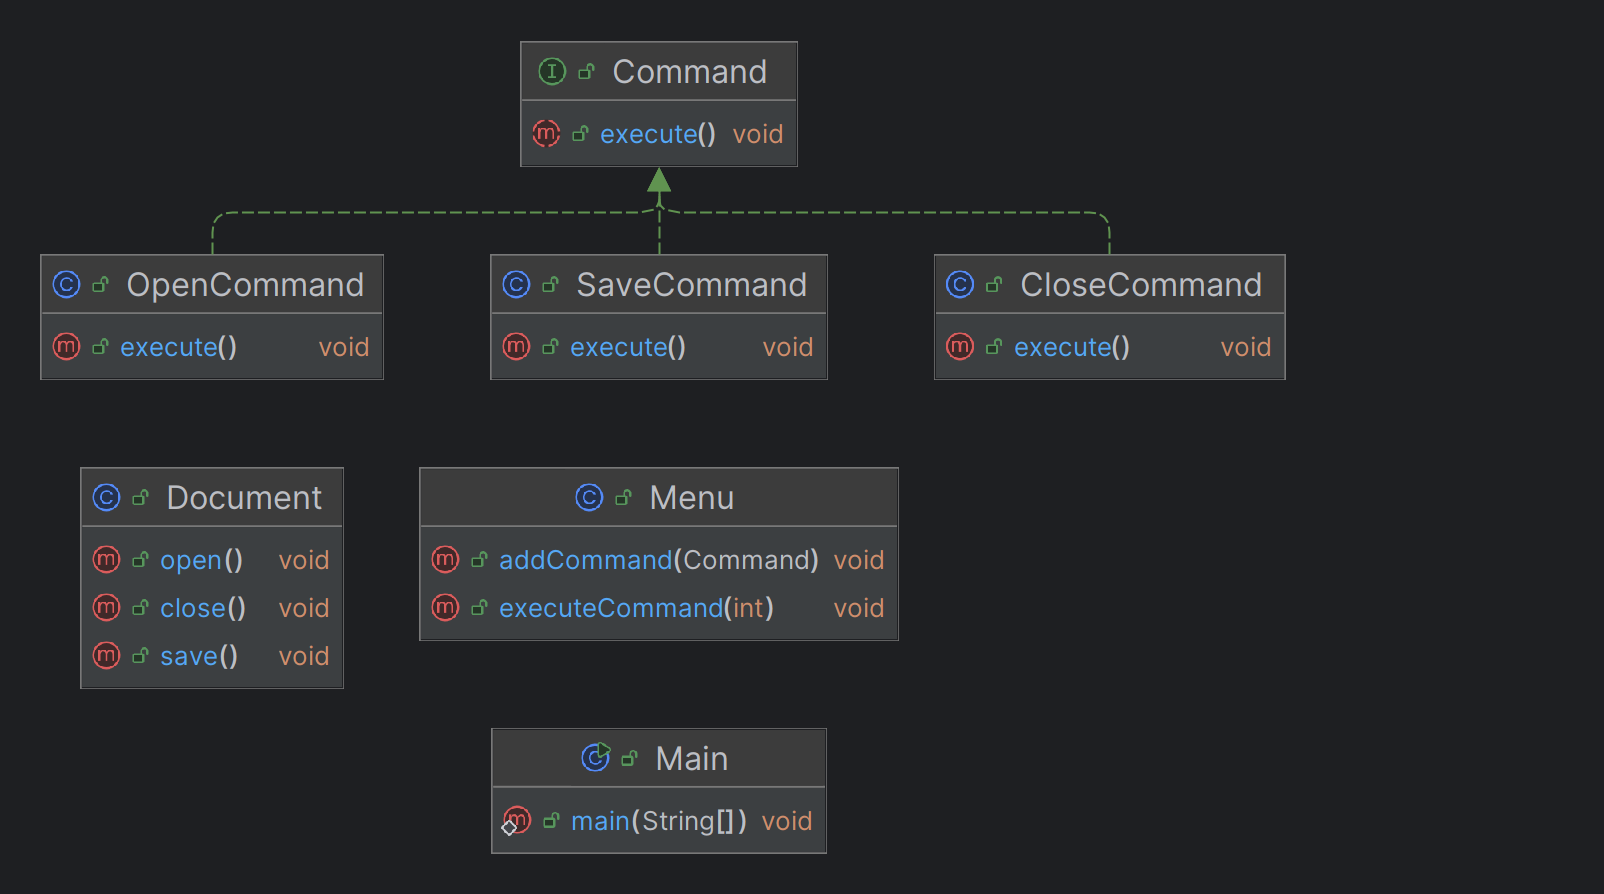 Command
execute() void
OpenCommand
execute() void
SaveCommand
execute() void
CloseCommand
execute() void
Document
open() void
close() void
save() void
Menu
addCommand(Command) void
executeCommand(int) void
Main
main(String[]) void